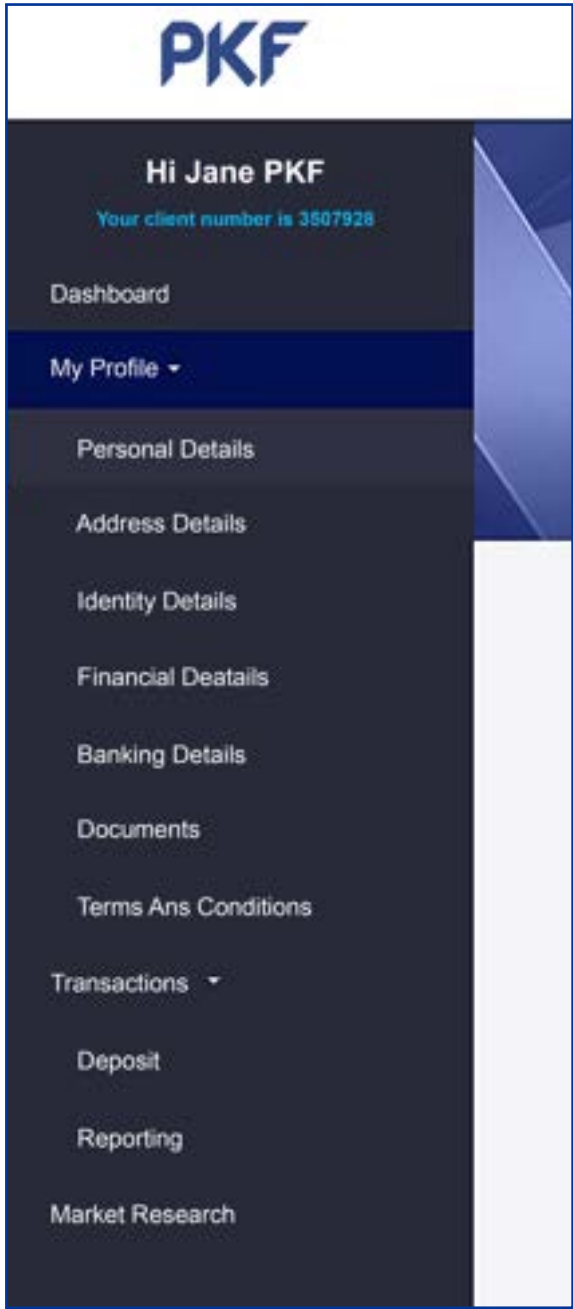 PKF
Hi Jane PKF
Your client number is 3507928
Dashboard
My Profile
Personal Details
Address Details
Identity Details
Financial Deatails
Banking Details
Documents
Terms Ans Conditions
Transactions
Deposit
Reporting
Market Research